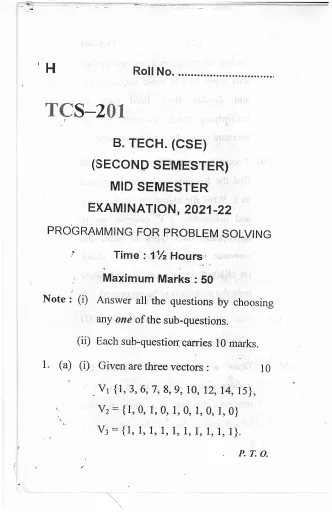 H
Roll No. ..............................
TCS–201
B. TECH. (CSE)
(SECOND SEMESTER)
MID SEMESTER
EXAMINATION, 2021-22
PROGRAMMING FOR PROBLEM SOLVING
Time : 1½ Hours
Maximum Marks : 50
Note : (i) Answer all the questions by choosing
any one of the sub-questions.
(ii) Each sub-question carries 10 marks.
1. (a) (i) Given are three vectors : 10
V1 {1, 3, 6, 7, 8, 9, 10, 12, 14, 15},
V2 = {1, 0, 1, 0, 1, 0, 1, 0, 1, 0}
V3 = {1, 1, 1, 1, 1, 1, 1, 1, 1, 1}.
P. T. O.